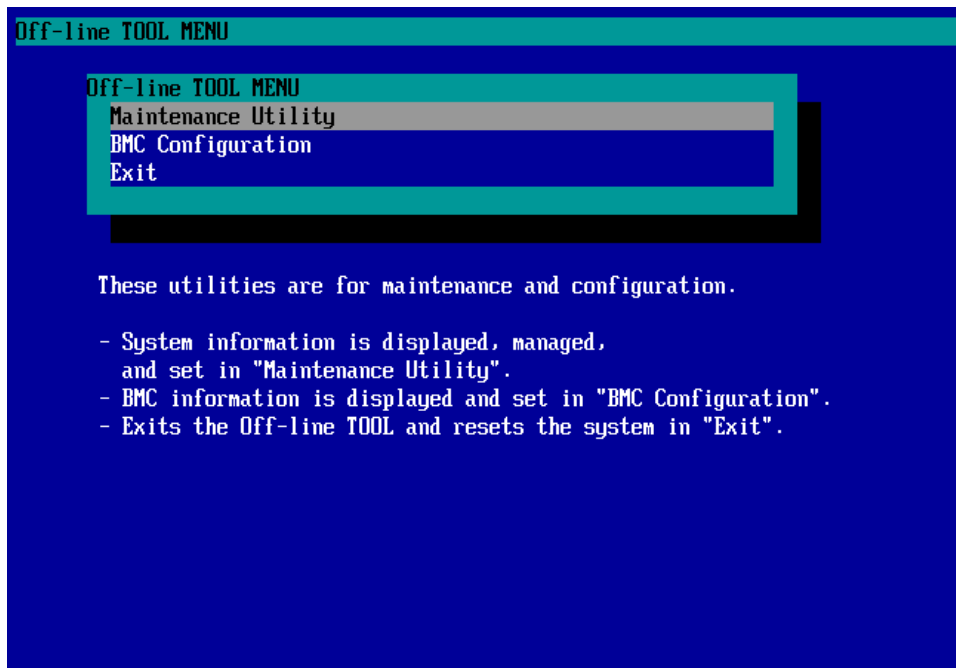 Off-line TOOL MENU
Off-line TOOL MENU
Maintenance Utility
BMC Configuration
Exit
These utilities are for maintenance and configuration.
- System information is displayed, managed,
and set in "Maintenance Utility".
- BMC information is displayed and set in "BMC Configuration".
- Exits the Off-line TOOL and resets the system in "Exit".